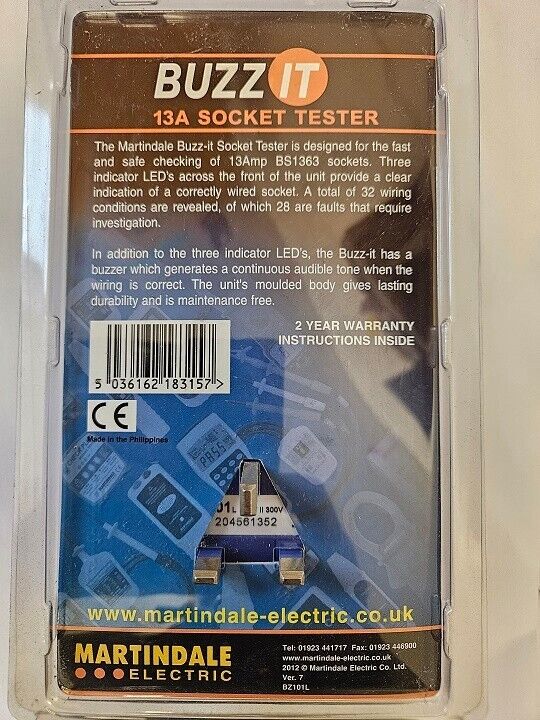 BUZZ IT
13A SOCKET TESTER
The Martindale Buzz-it Socket Tester is designed for the fast
and safe checking of 13Amp BS1363 sockets. Three
indicator LED's across the front of the unit provide a clear
indication of a correctly wired socket. A total of 32 wiring
conditions are revealed, of which 28 are faults that require
investigation.
In addition to the three indicator LED's, the Buzz-it has a
buzzer which generates a continuous audible tone when the
wiring is correct. The unit's moulded body gives lasting
durability and is maintenance free.
2 YEAR WARRANTY
INSTRUCTIONS INSIDE
5 036162 183157 >
CE
Made in the Philippines
01L II 300V
204561352
www.martindale-electric.co.uk
MARTINDALE
ELECTRIC
Tel: 01923 441717 Fax: 01923 446900
www.martindale-electric.co.uk
2012 © Martindale Electric Co. Ltd.
Ver. 7
BZ101L